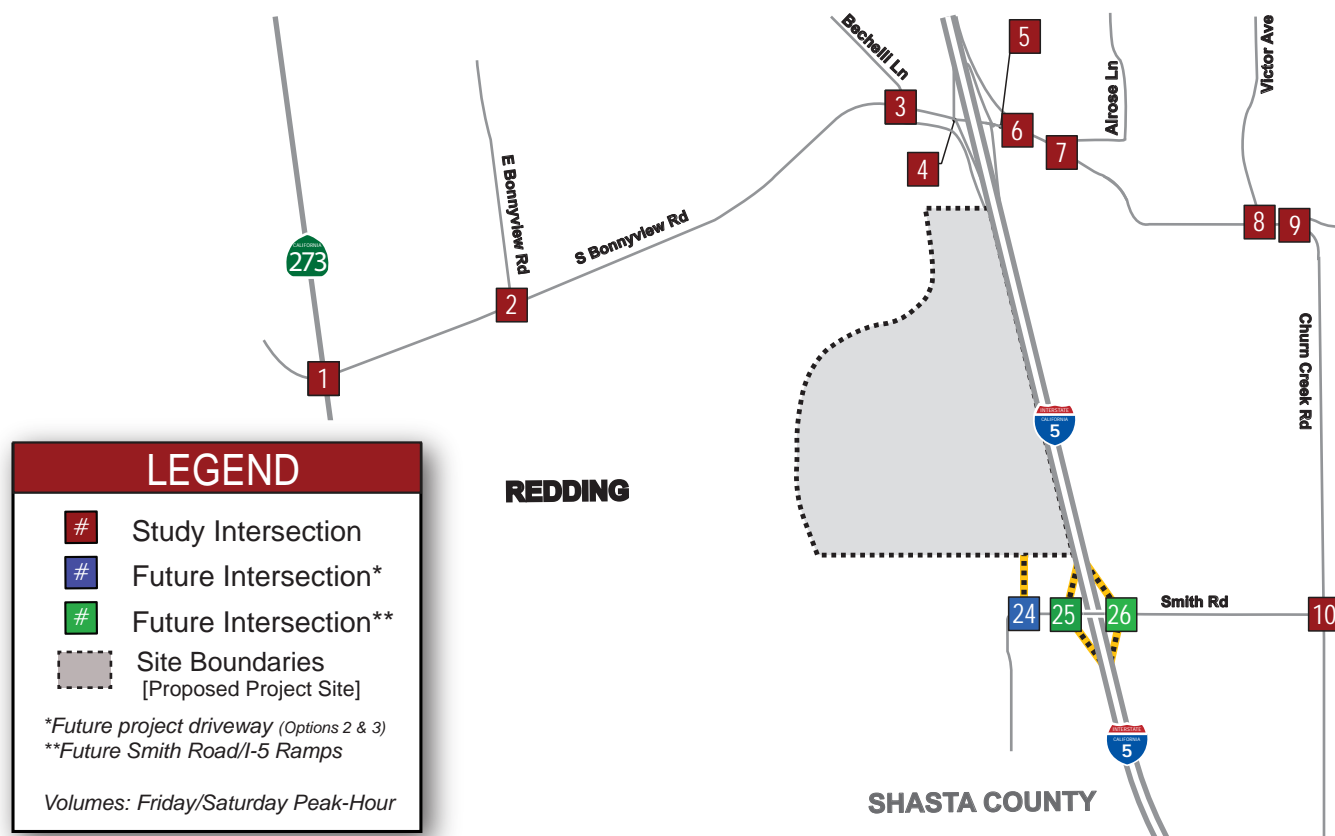 5
Bechelli Ln
3
6
7
4
Alrose Ln
Victor Ave
8
9
E Bonnyview Rd
S Bonnyview Rd
2
CALIFORNIA
273
1
Churn Creek Rd
INTERSTATE
CALIFORNIA
5
REDDING
LEGEND
# Study Intersection
# Future Intersection*
# Future Intersection**
Site Boundaries
[Proposed Project Site]
*Future project driveway (Options 2 & 3)
**Future Smith Road/I-5 Ramps
Volumes: Friday/Saturday Peak-Hour
24
25
26
Smith Rd
10
INTERSTATE
CALIFORNIA
5
SHASTA COUNTY